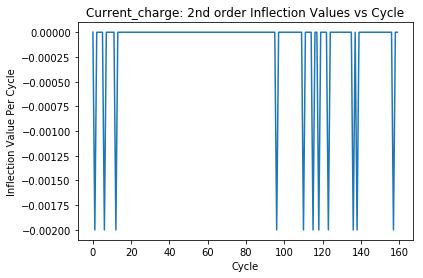 Current_charge: 2nd order Inflection Values vs Cycle
Inflection Value Per Cycle
0.00000
−0.00025
−0.00050
−0.00075
−0.00100
−0.00125
−0.00150
−0.00175
−0.00200
0 20 40 60 80 100 120 140 160
Cycle